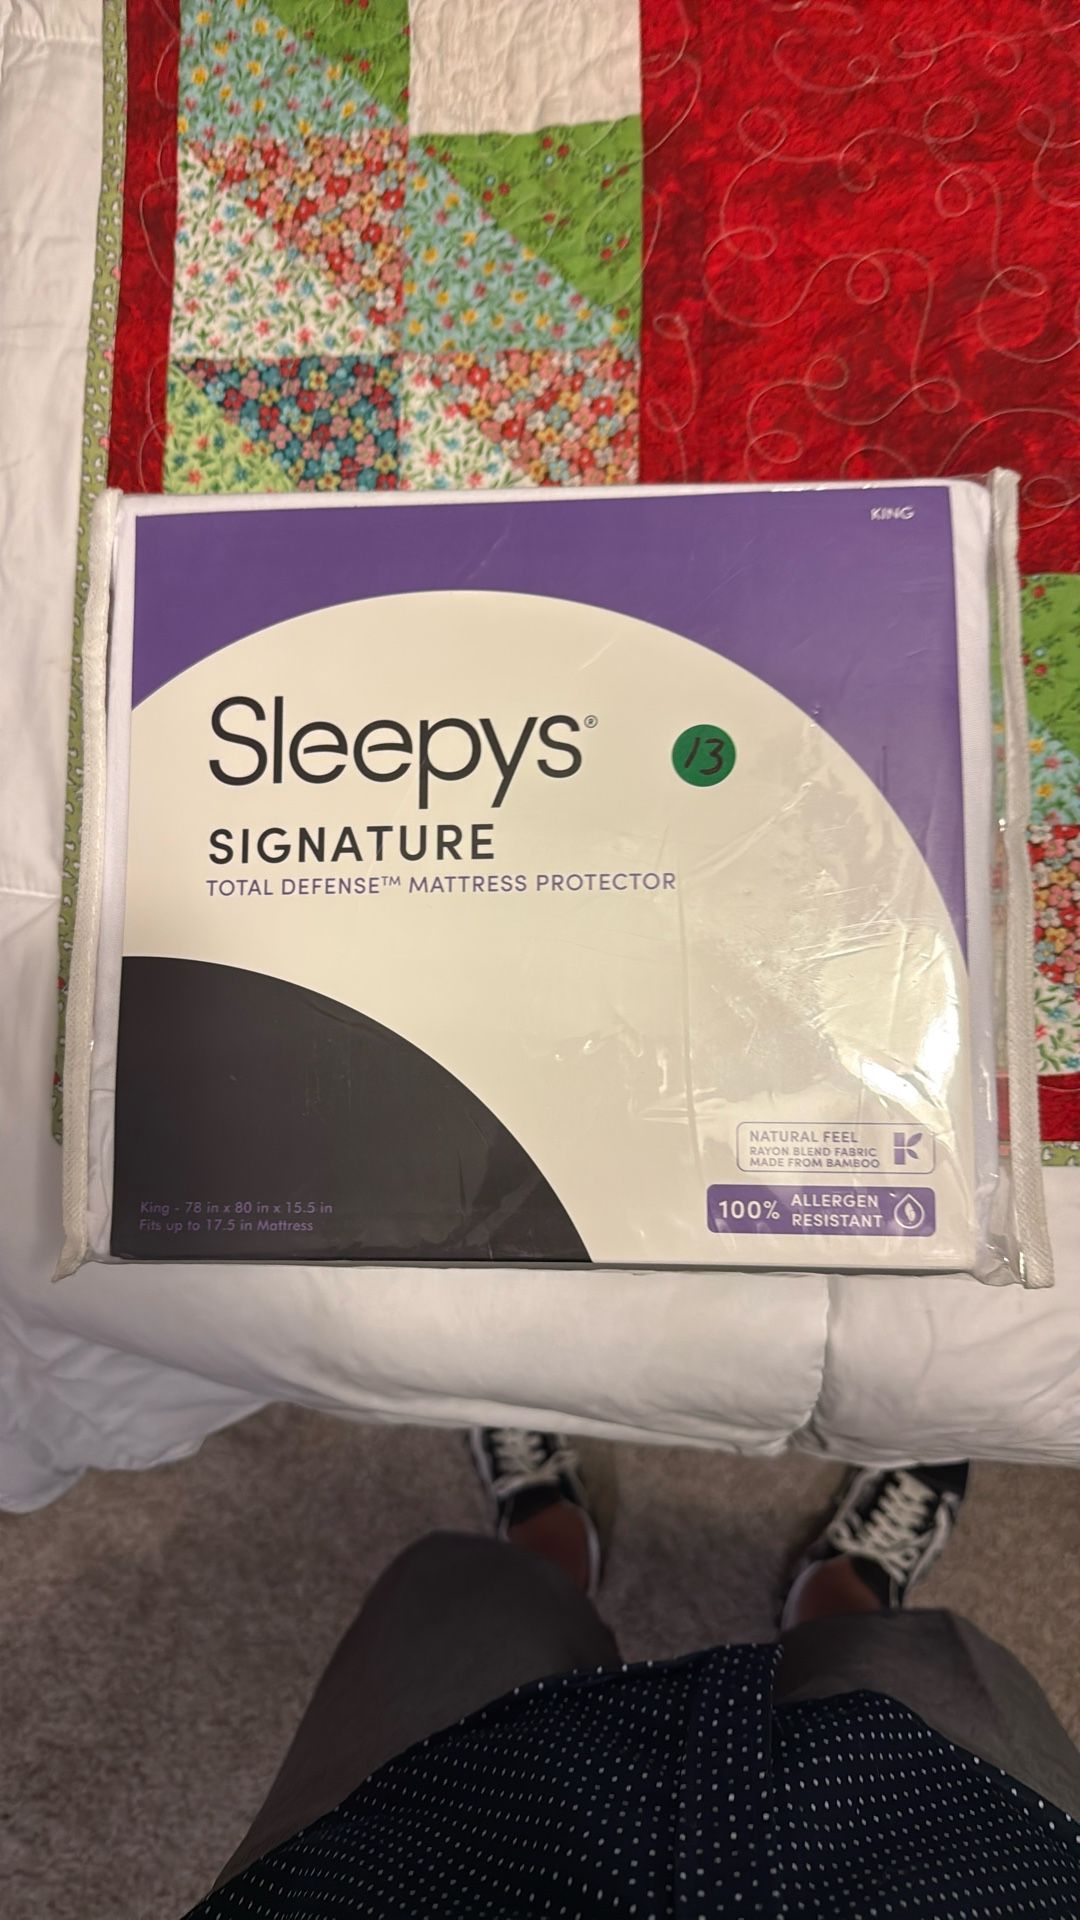 KING
Sleepys®
13
SIGNATURE
TOTAL DEFENSE™ MATTRESS PROTECTOR
NATURAL FEEL
RAYON BLEND FABRIC
MADE FROM BAMBOO
100% ALLERGEN
RESISTANT
King - 78 in x 80 in x 15.5 in
Fits up to 17.5 in Mattress